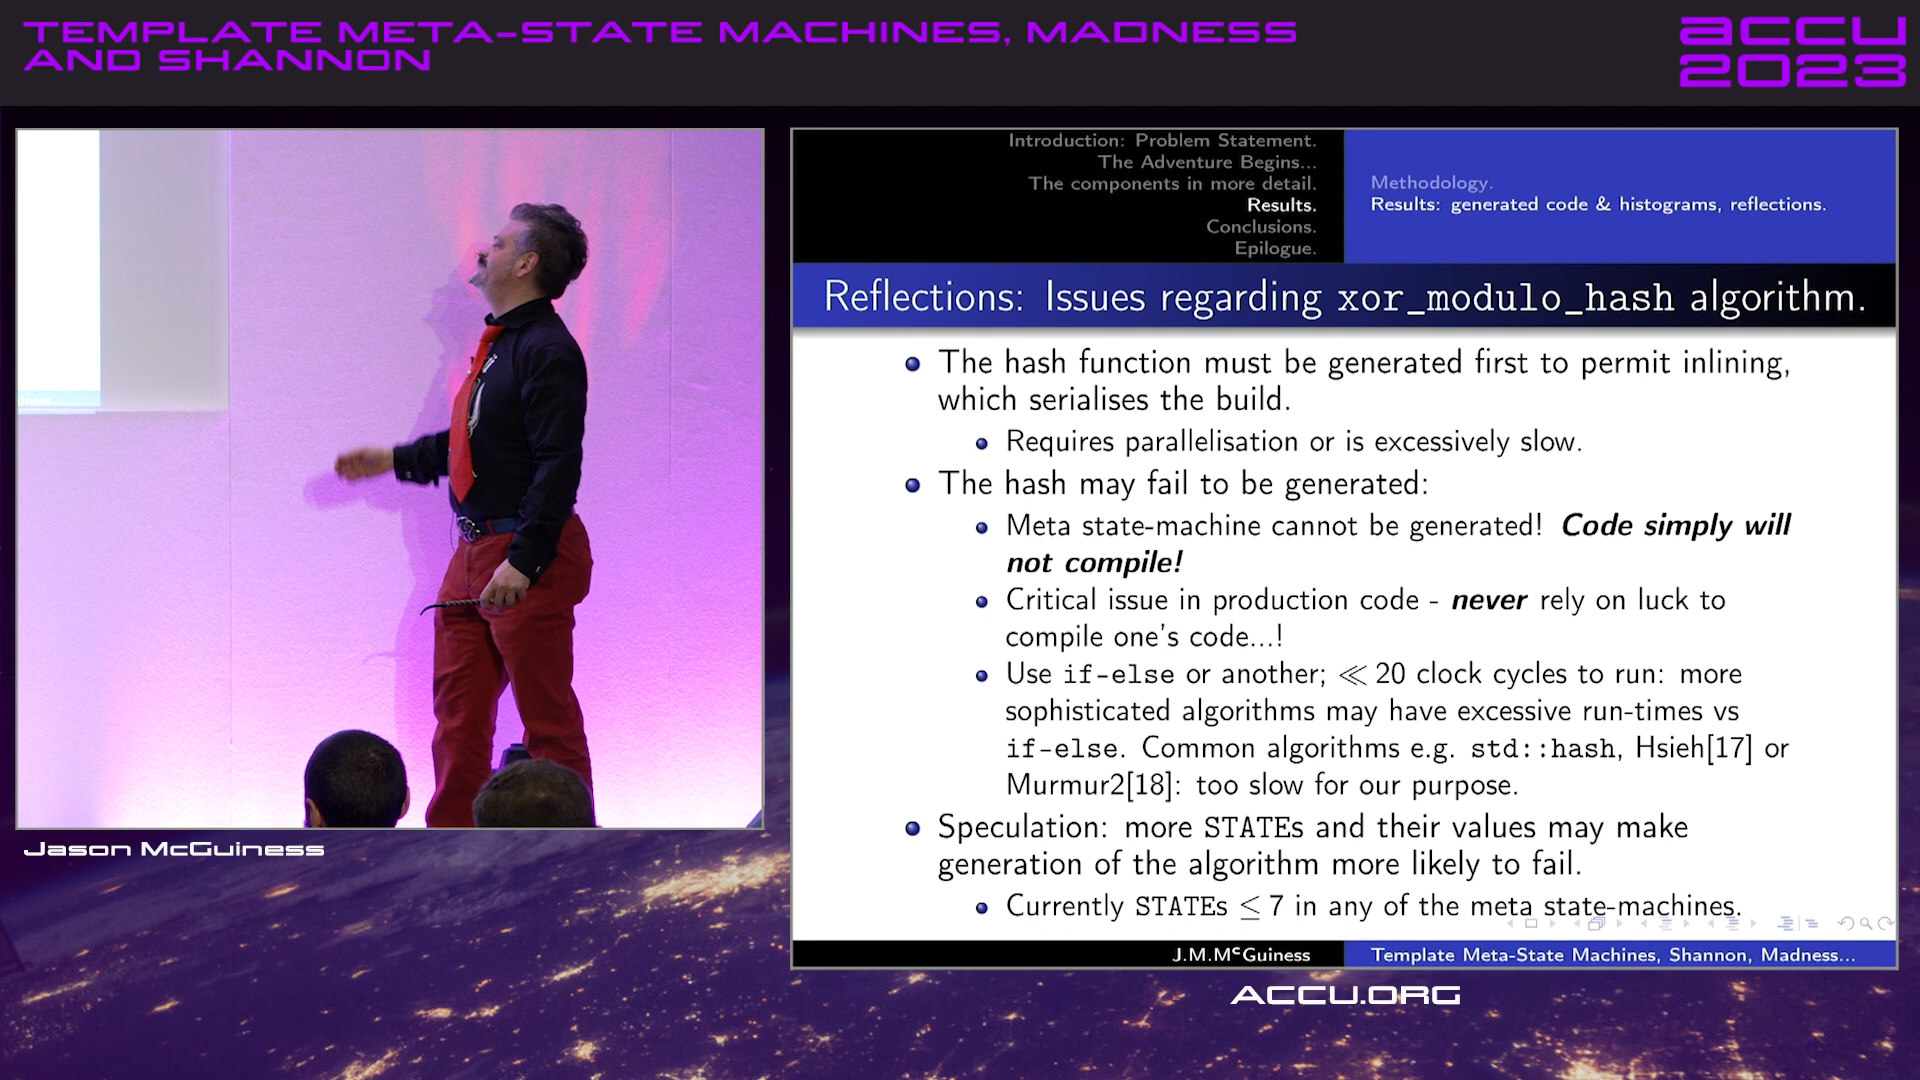 TEMPLATE META-STATE MACHINES, MADNESS
AND SHANNON
ACCU
2023
Introduction: Problem Statement.
The Adventure Begins...
The components in more detail.
Results.
Conclusions.
Epilogue.
Methodology.
Results: generated code & histograms, reflections.
Reflections: Issues regarding xor_modulo_hash algorithm.
The hash function must be generated first to permit inlining,
which serialises the build.
Requires parallelisation or is excessively slow.
The hash may fail to be generated:
Meta state-machine cannot be generated! Code simply will
not compile!
Critical issue in production code - never rely on luck to
compile one's code...!
Use if-else or another; ≪ 20 clock cycles to run: more
sophisticated algorithms may have excessive run-times vs
if-else. Common algorithms e.g. std::hash, Hsieh[17] or
Murmur2[18]: too slow for our purpose.
Speculation: more STATEs and their values may make
generation of the algorithm more likely to fail.
Currently STATEs ≤ 7 in any of the meta state-machines.
J.M.McGuiness
Template Meta-State Machines, Shannon, Madness...
Jason McGuiness
ACCU.ORG